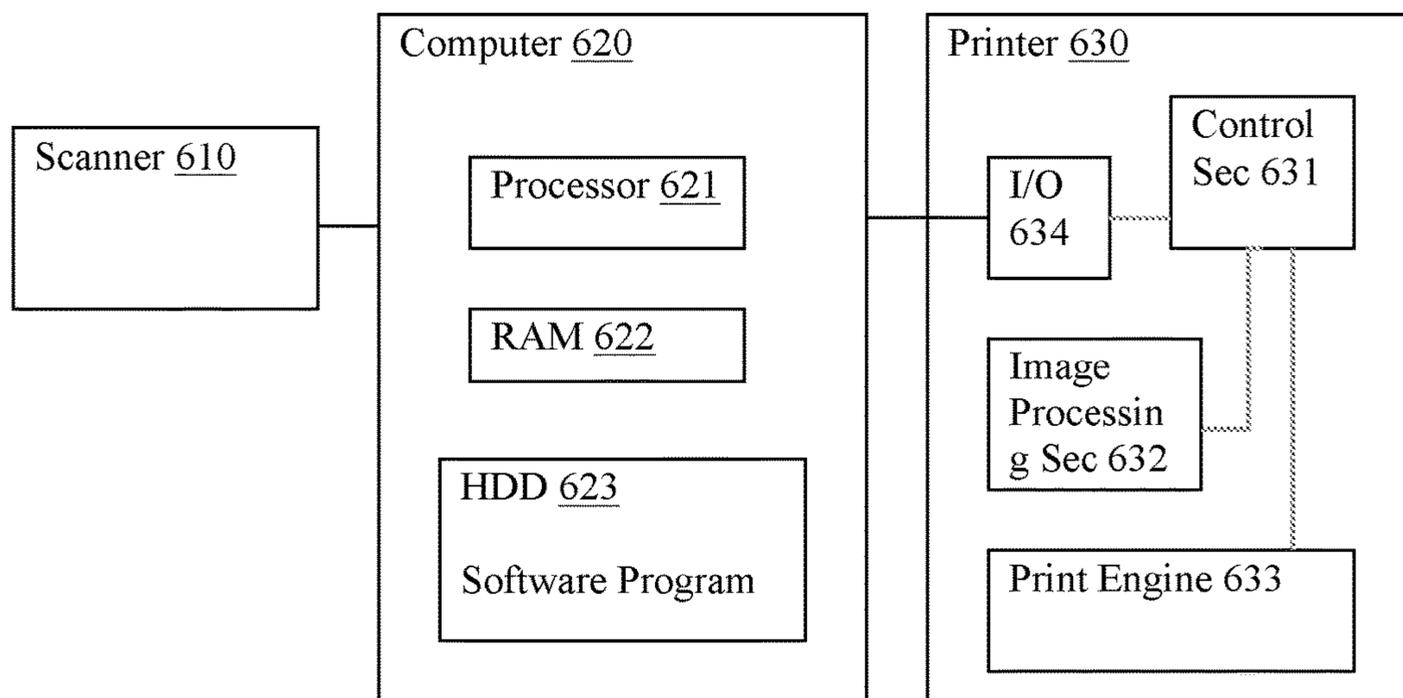 Scanner 610
Computer 620
Processor 621
RAM 622
HDD 623
Software Program
Printer 630
I/O
634
Control
Sec 631
Image
Processin
g Sec 632
Print Engine 633